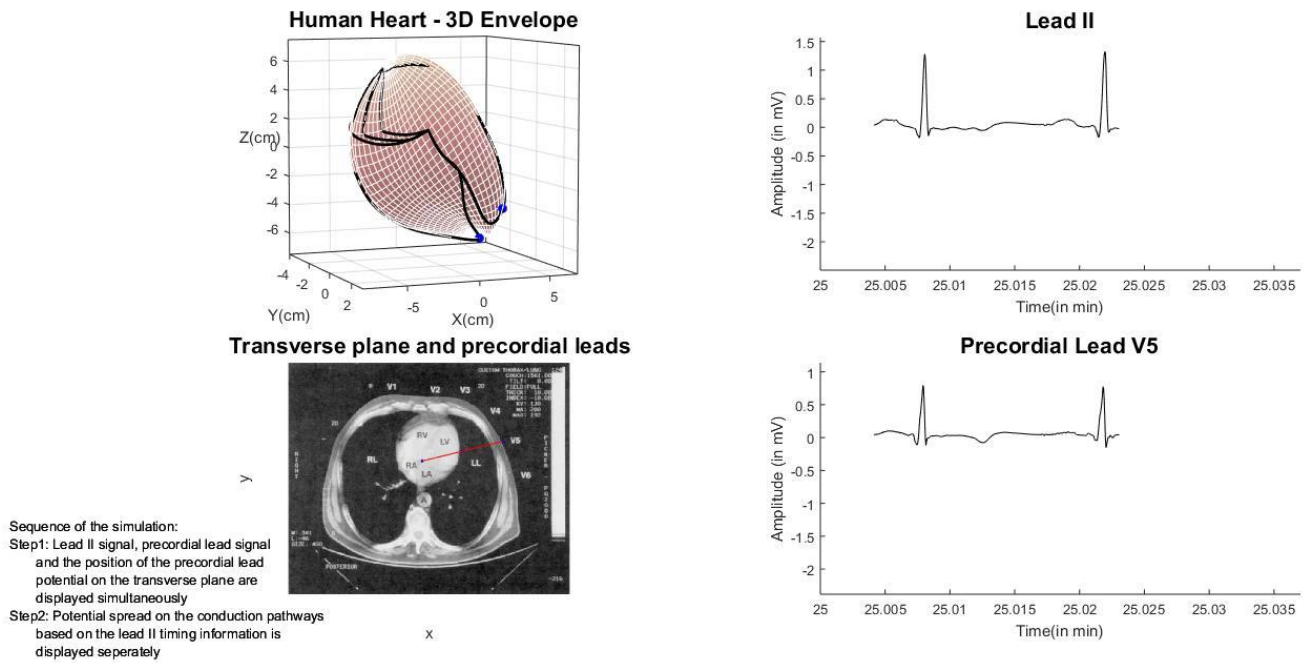 Human Heart - 3D Envelope
6
4
2
Z(cm)
0
-2
-4
-6
-4
-2
0
2
Y(cm)
-5
0
5
X(cm)
Lead II
1.5
1
0.5
0
-0.5
-1
-1.5
-2
Amplitude (in mV)
25
25.005
25.01
25.015
25.02
25.025
25.03
25.035
Time(in min)
Transverse plane and precordial leads
V1
V2
V3
20
V4
V5
V6
20
RV
LV
RL
RA
LA
LL
A
RIGHT
POSTERIOR
y
x
Precordial Lead V5
1
0.5
0
-0.5
-1
-1.5
-2
Amplitude (in mV)
25
25.005
25.01
25.015
25.02
25.025
25.03
25.035
Time(in min)
Sequence of the simulation:
Step1: Lead II signal, precordial lead signal
and the position of the precordial lead
potential on the transverse plane are
displayed simultaneously
Step2: Potential spread on the conduction pathways
based on the lead II timing information is
displayed seperately